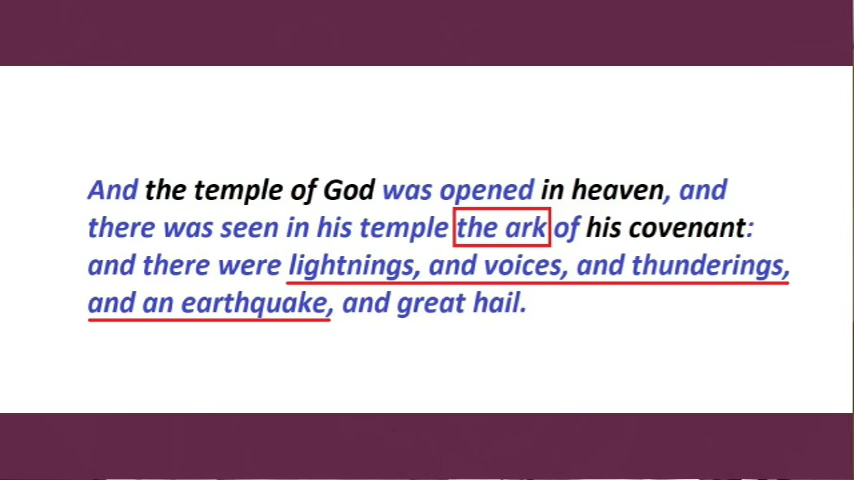 And the temple of God was opened in heaven, and
there was seen in his temple the ark of his covenant:
and there were lightnings, and voices, and thunderings,
and an earthquake, and great hail.